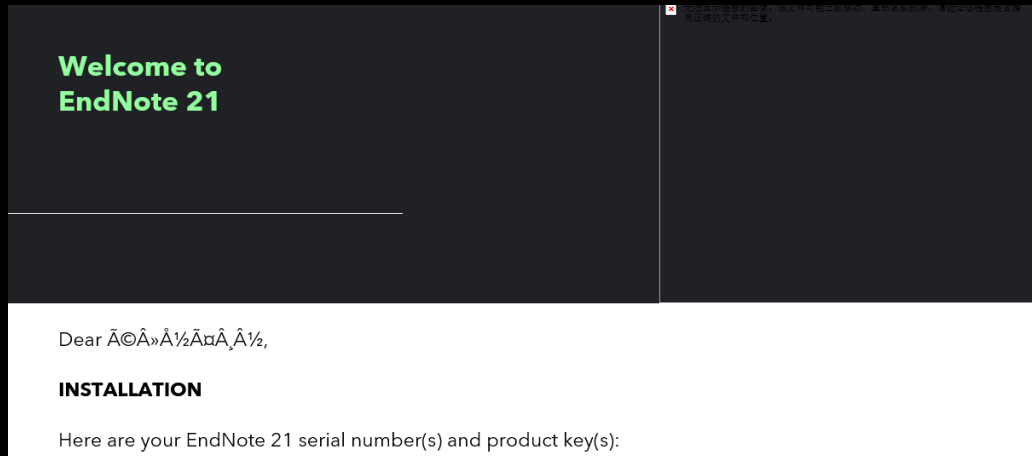 Welcome to
EndNote 21
Dear Ã©Â»Å½Ã¤Â¸Â½,
INSTALLATION
Here are your EndNote 21 serial number(s) and product key(s):